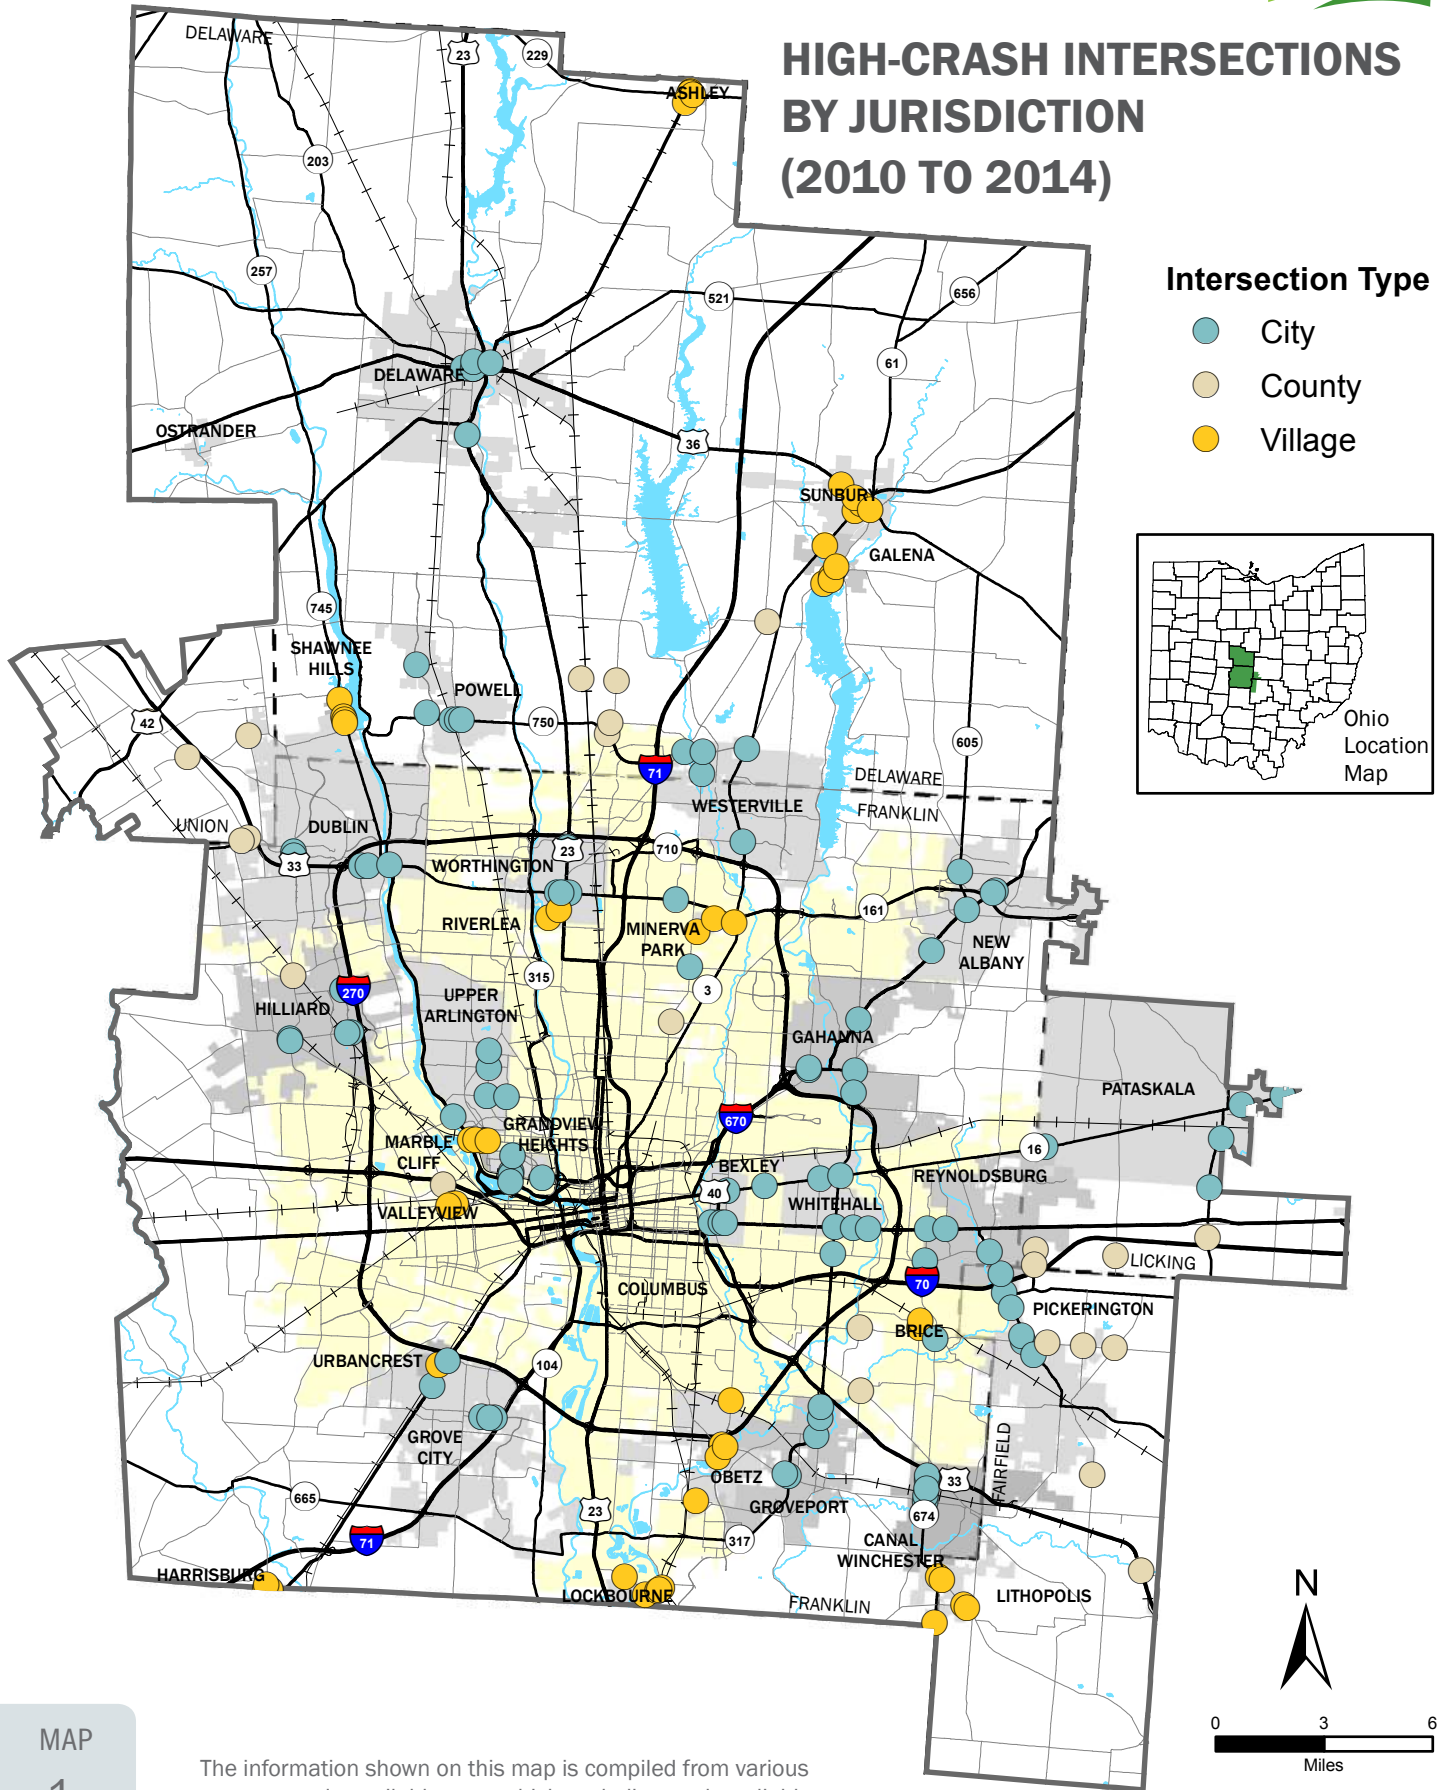 HIGH-CRASH INTERSECTIONS
BY JURISDICTION
(2010 TO 2014)
Intersection Type
City
County
Village
DELAWARE
23
229
ASHLEY
203
257
521
656
61
DELAWARE
OSTRANDER
36
SUNBURY
GALENA
745
SHAWNEE
HILLS
POWELL
42
750
605
71
DELAWARE
FRANKLIN
WESTERVILLE
UNION
DUBLIN
33
WORTHINGTON
23
710
161
RIVERLEA
MINERVA
PARK
NEW
ALBANY
315
270
3
HILLIARD
UPPER
ARLINGTON
GAHANNA
PATASKALA
670
GRANDVIEW
HEIGHTS
MARBLE
CLIFF
16
BEXLEY
REYNOLDSBURG
40
WHITEHALL
VALLEYVIEW
LICKING
COLUMBUS
70
PICKERINGTON
BRICE
URBANCREST
104
GROVE
CITY
FAIRFIELD
OBETZ
33
665
GROVEPORT
23
674
317
CANAL
WINCHESTER
71
HARRISBURG
LOCKBOURNE
FRANKLIN
LITHOPOLIS
Ohio
Location
Map
N
0 3 6
Miles
MAP
1
The information shown on this map is compiled from various